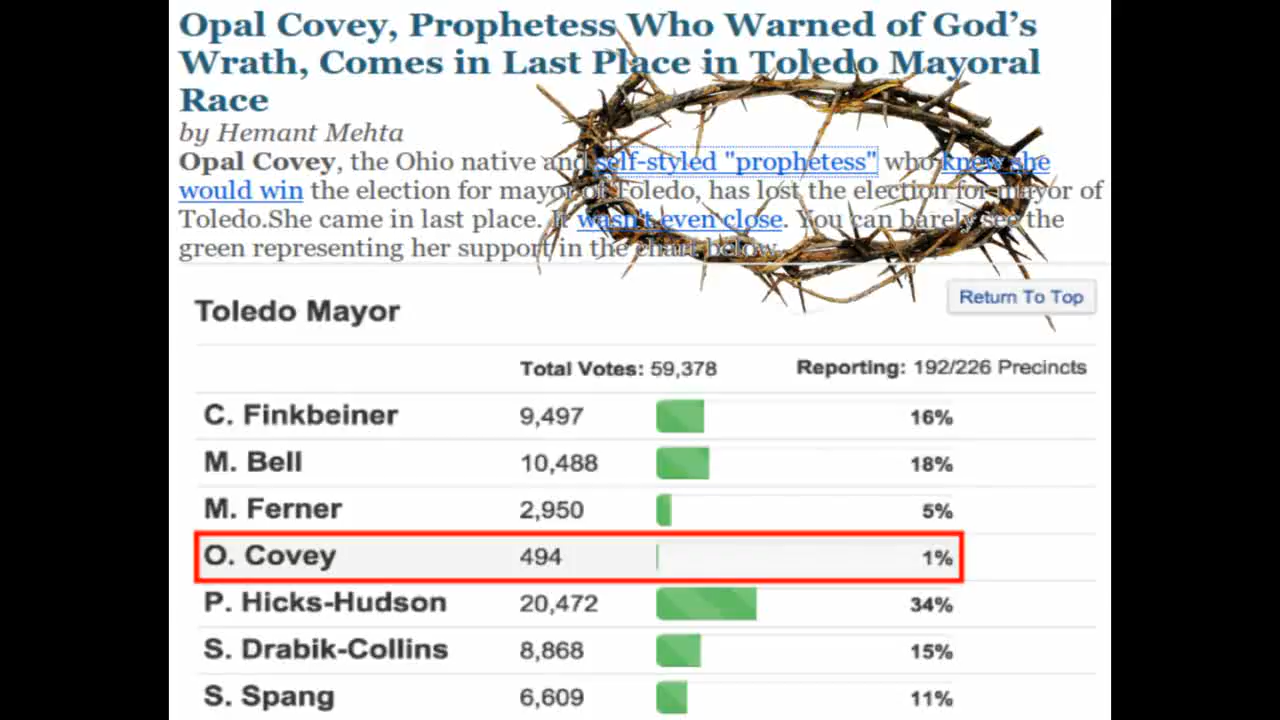 Opal Covey, Prophetess Who Warned of God's
Wrath, Comes in Last Place in Toledo Mayoral
Race
by Hemant Mehta
Opal Covey, the Ohio native and self-styled "prophetess" who knew she
would win the election for mayor of Toledo, has lost the election for mayor of
Toledo.She came in last place. It wasn't even close. You can barely see the
green representing her support in the chart below.
Return To Top
Toledo Mayor
Total Votes: 59,378 Reporting: 192/226 Precincts
C. Finkbeiner 9,497 16%
M. Bell 10,488 18%
M. Ferner 2,950 5%
O. Covey 494 1%
P. Hicks-Hudson 20,472 34%
S. Drabik-Collins 8,868 15%
S. Spang 6,609 11%